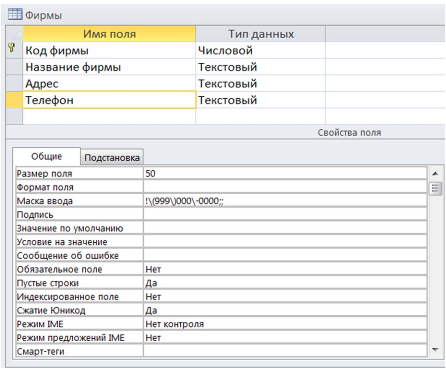 Фирмы
Имя поля Тип данных
Код фирмы Числовой
Название фирмы Текстовый
Адрес Текстовый
Телефон Текстовый
Свойства поля
Общие Подстановка
Размер поля 50
Формат поля
Маска ввода !\(999\)000\-0000;;
Подпись
Значение по умолчанию
Условие на значение
Сообщение об ошибке
Обязательное поле Нет
Пустые строки Да
Индексированное поле Нет
Сжатие Юникод Да
Режим IME Нет контроля
Режим предложений IME Нет
Смарт-теги